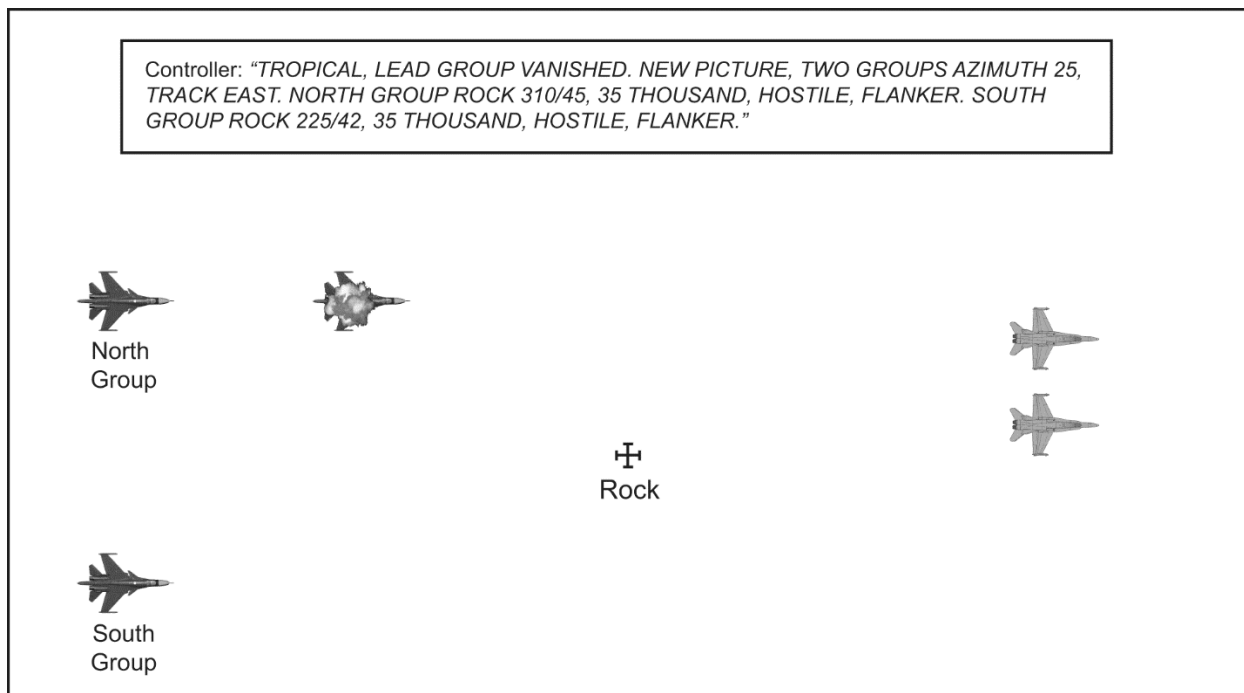 Controller: “TROPICAL, LEAD GROUP VANISHED. NEW PICTURE, TWO GROUPS AZIMUTH 25,
TRACK EAST. NORTH GROUP ROCK 310/45, 35 THOUSAND, HOSTILE, FLANKER. SOUTH
GROUP ROCK 225/42, 35 THOUSAND, HOSTILE, FLANKER.”
North
Group
Rock
South
Group